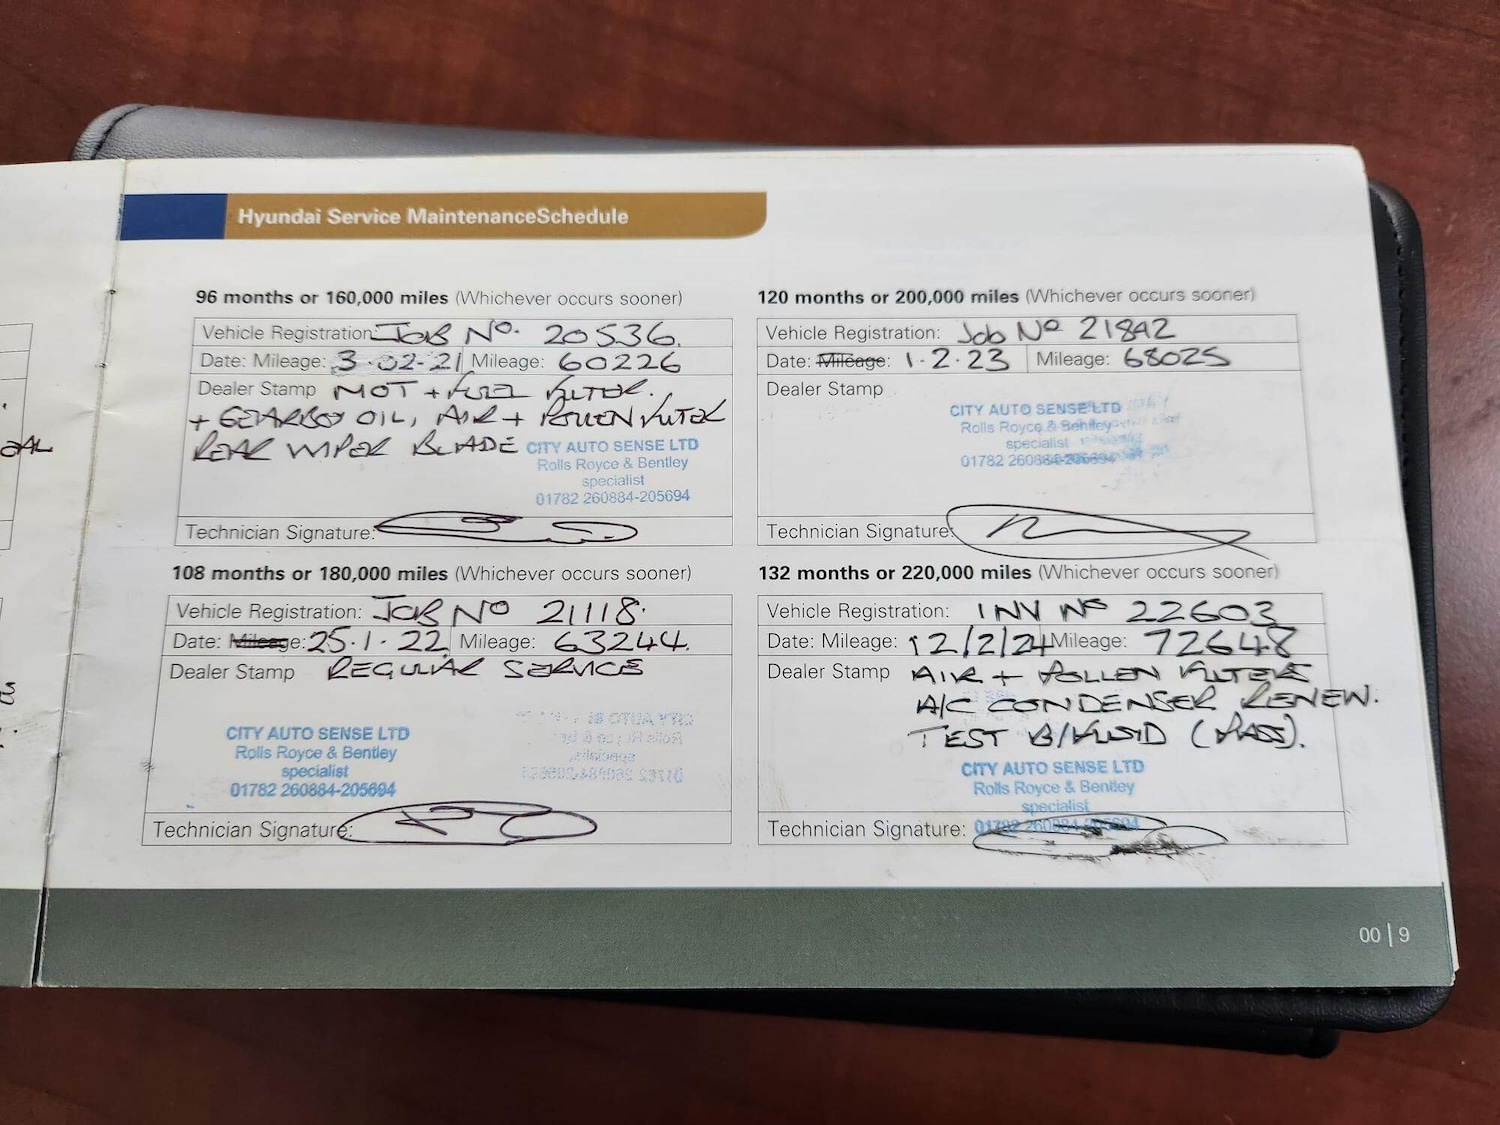 Hyundai Service MaintenanceSchedule
96 months or 160,000 miles (Whichever occurs sooner)
Vehicle Registration: JOB No. 20536.
Date: Mileage: 3-02-21 Mileage: 60226
Dealer Stamp MOT + FUEL FILTER.
+ GEARBOX OIL, AIR + POLLEN FILTER
REAR WIPER BLADE
CITY AUTO SENSE LTD
Rolls Royce & Bentley
specialist
01782 260884-205694
Technician Signature:
120 months or 200,000 miles (Whichever occurs sooner)
Vehicle Registration: Job No 21842
Date: Mileage: 1.2.23 Mileage: 68025
Dealer Stamp
CITY AUTO SENSE LTD
Rolls Royce & Bentley
specialist
01782 260884-205694
Technician Signature:
108 months or 180,000 miles (Whichever occurs sooner)
Vehicle Registration: JOB No 21118.
Date: Mileage: 25.1.22 Mileage: 63244.
Dealer Stamp REGULAR SERVICE
CITY AUTO SENSE LTD
Rolls Royce & Bentley
specialist
01782 260884-205694
Technician Signature:
132 months or 220,000 miles (Whichever occurs sooner)
Vehicle Registration: INV No 22603
Date: Mileage: 12/2/24 Mileage: 72648
Dealer Stamp AIR + POLLEN FILTERS
A/C CONDENSER RENEW.
TEST B/FLUID (PASS).
CITY AUTO SENSE LTD
Rolls Royce & Bentley
specialist
01782 260884-205694
Technician Signature:
00 | 9